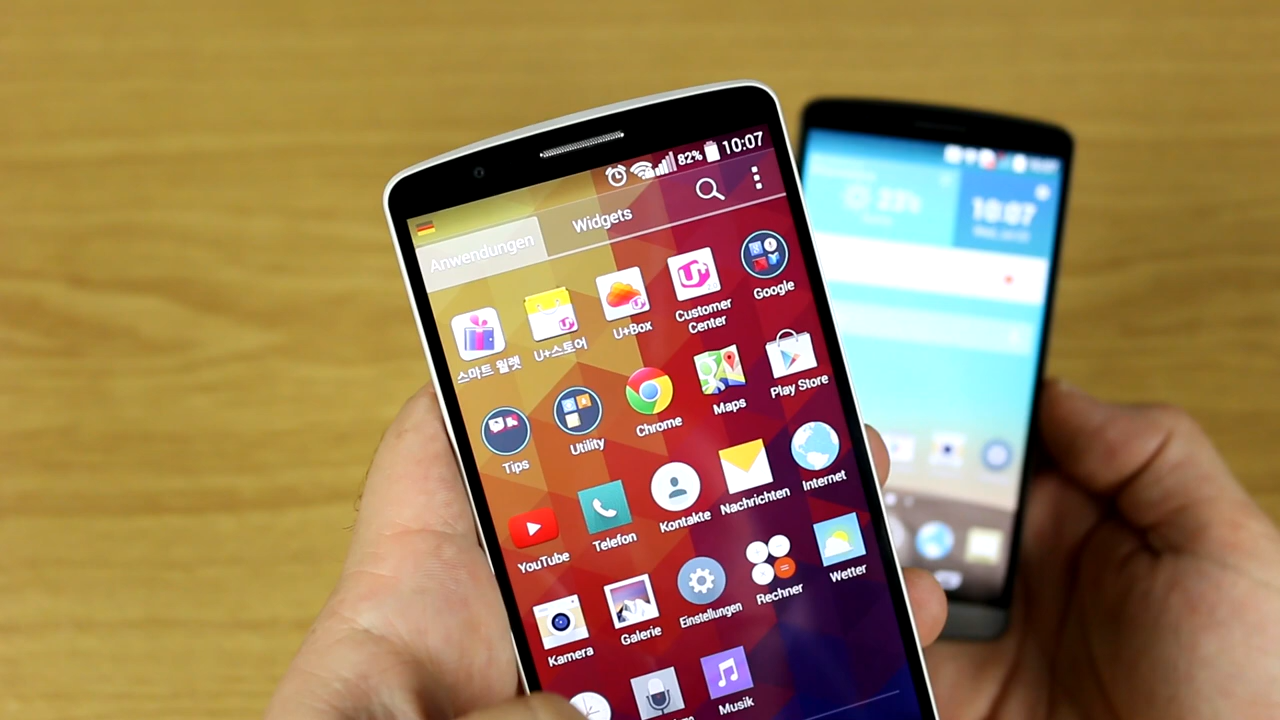 82% 10:07
Anwendungen Widgets
스마트 월렛 U+스토어 U+Box Customer Center Google
Tips Utility Chrome Maps Play Store
YouTube Telefon Kontakte Nachrichten Internet
Kamera Galerie Einstellungen Rechner Wetter
Musik
U+
10:07
23°